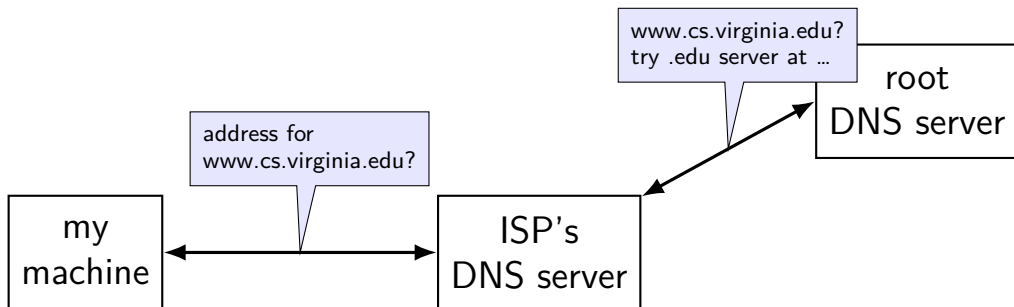 www.cs.virginia.edu?
try .edu server at …
root
DNS server
address for
www.cs.virginia.edu?
my
machine
ISP's
DNS server